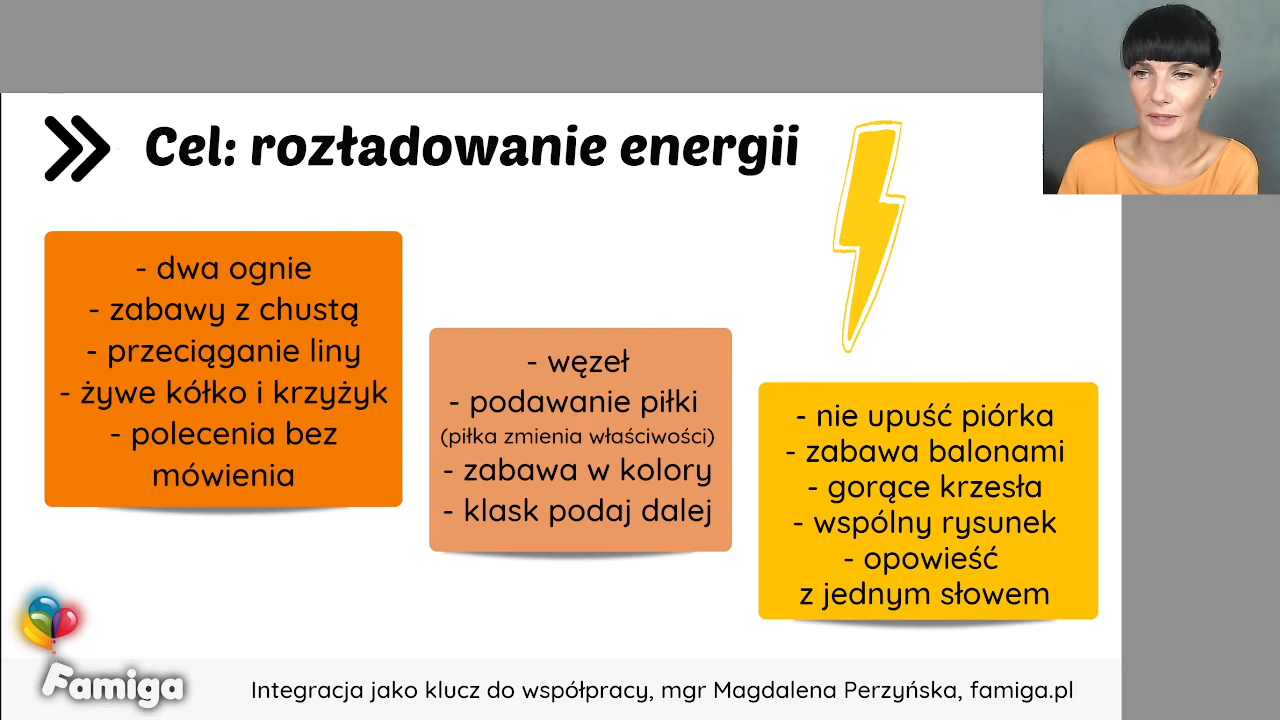 Cel: rozładowanie energii
- dwa ognie
- zabawy z chustą
- przeciąganie liny
- żywe kółko i krzyżyk
- polecenia bez
mówienia
- węzeł
- podawanie piłki
(piłka zmienia właściwości)
- zabawa w kolory
- klask podaj dalej
- nie upuść piórka
- zabawa balonami
- gorące krzesła
- wspólny rysunek
- opowieść
z jednym słowem
Famiga
Integracja jako klucz do współpracy, mgr Magdalena Perzyńska, famiga.pl